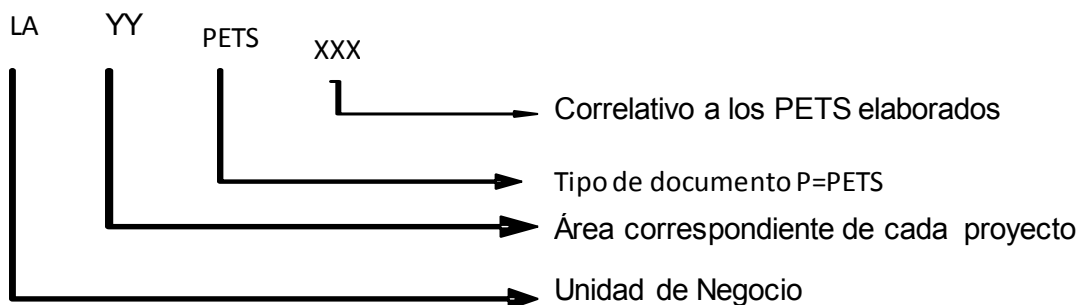 LA YY PETS XXX
Correlativo a los PETS elaborados
Tipo de documento P=PETS
Área correspondiente de cada proyecto
Unidad de Negocio